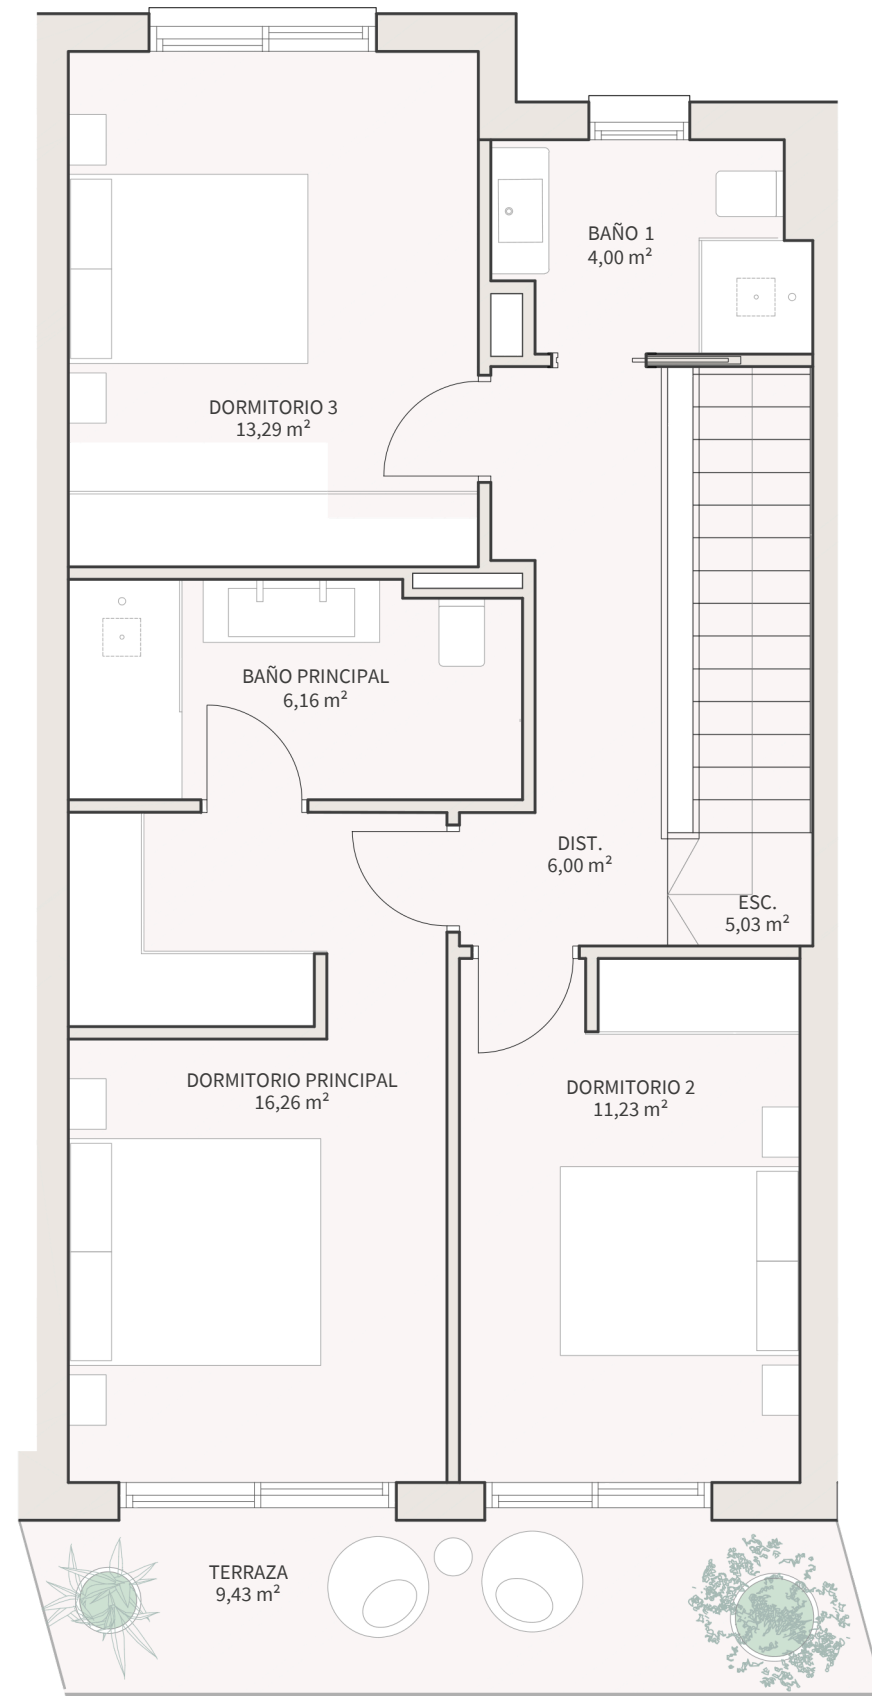 BAÑO 1
4,00 m²
DORMITORIO 3
13,29 m²
BAÑO PRINCIPAL
6,16 m²
DIST.
6,00 m²
ESC.
5,03 m²
DORMITORIO PRINCIPAL
16,26 m²
DORMITORIO 2
11,23 m²
TERRAZA
9,43 m²